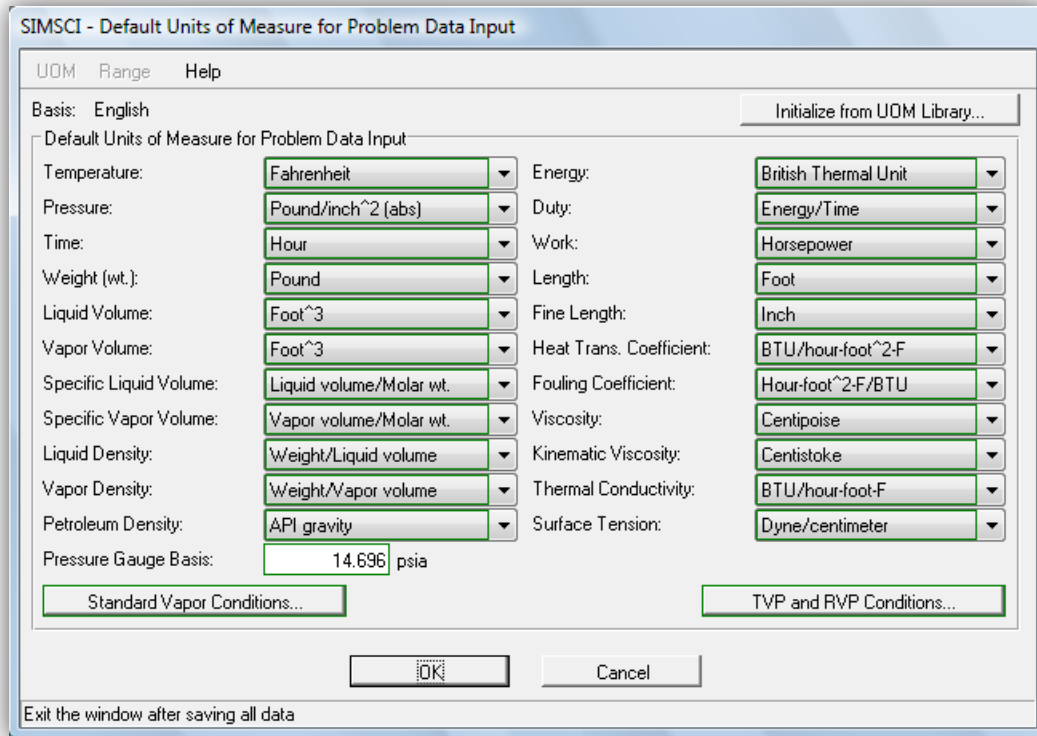 SIMSCI - Default Units of Measure for Problem Data Input
UOM Range Help
Basis: English Initialize from UOM Library...
Default Units of Measure for Problem Data Input
Temperature: Fahrenheit Energy: British Thermal Unit
Pressure: Pound/inch^2 (abs) Duty: Energy/Time
Time: Hour Work: Horsepower
Weight (wt.): Pound Length: Foot
Liquid Volume: Foot^3 Fine Length: Inch
Vapor Volume: Foot^3 Heat Trans. Coefficient: BTU/hour-foot^2-F
Specific Liquid Volume: Liquid volume/Molar wt. Fouling Coefficient: Hour-foot^2-F/BTU
Specific Vapor Volume: Vapor volume/Molar wt. Viscosity: Centipoise
Liquid Density: Weight/Liquid volume Kinematic Viscosity: Centistoke
Vapor Density: Weight/Vapor volume Thermal Conductivity: BTU/hour-foot-F
Petroleum Density: API gravity Surface Tension: Dyne/centimeter
Pressure Gauge Basis: 14.696 psia
Standard Vapor Conditions... TVP and RVP Conditions...
OK Cancel
Exit the window after saving all data